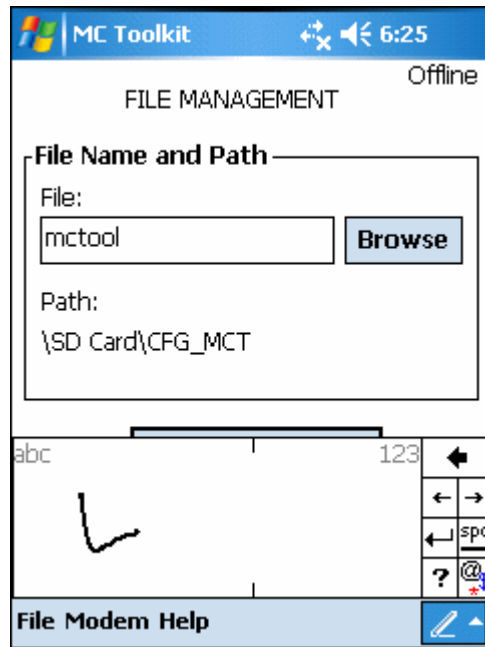 MC Toolkit 6:25
Offline
FILE MANAGEMENT
File Name and Path
File:
mctool Browse
Path:
\SD Card\CFG_MCT
abc 123
L
? @
File Modem Help